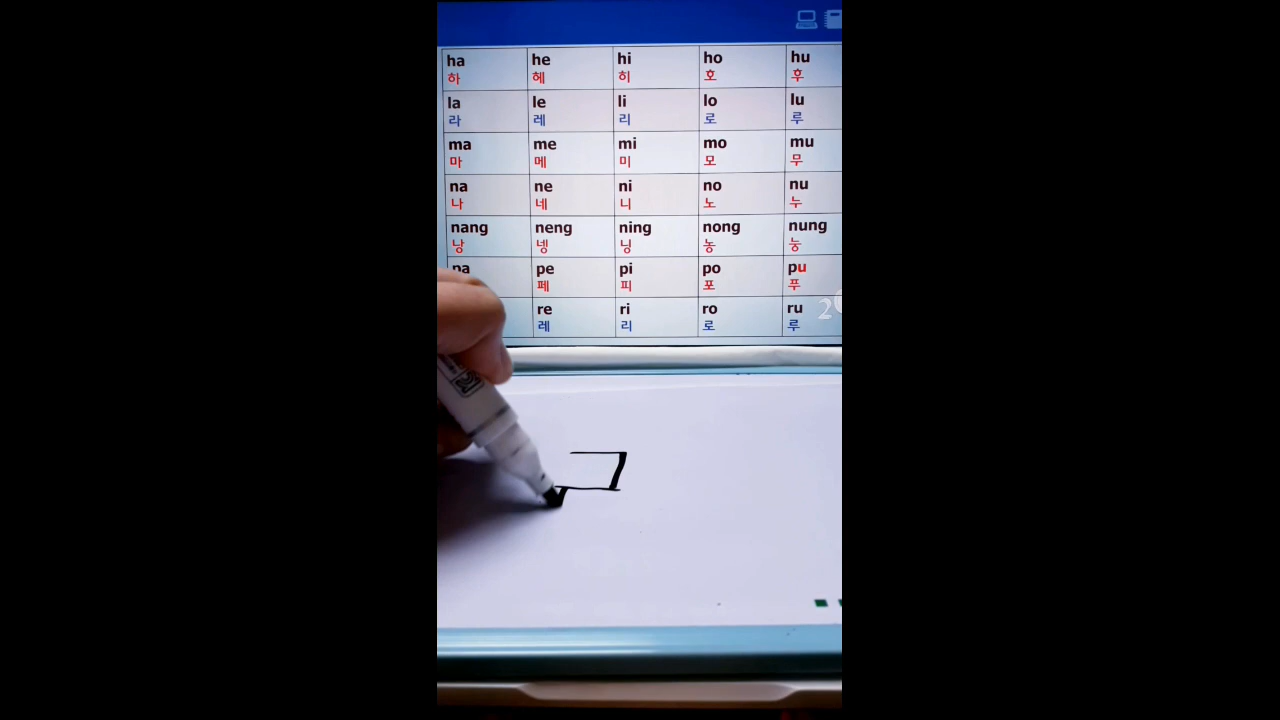 ha he hi ho hu
하 헤 히 호 후
la le li lo lu
라 레 리 로 루
ma me mi mo mu
마 메 미 모 무
na ne ni no nu
나 네 니 노 누
nang neng ning nong nung
낭 넹 닝 농 눙
pa pe pi po pu
페 피 포 푸
re ri ro ru
레 리 로 루